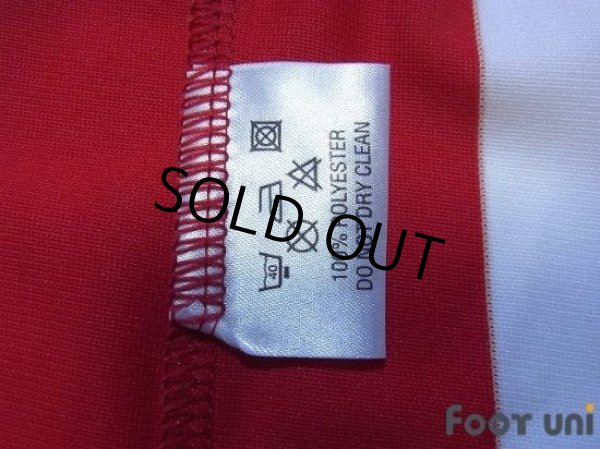 100% POLYESTER
DO NOT DRY CLEAN
40
SOLD OUT
FOOT UNI